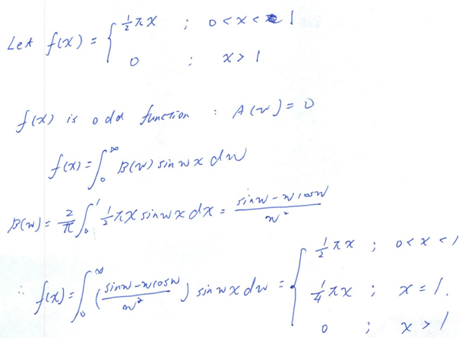 Let f(x) = { ½πx ; 0 < x < 1
0 ; x > 1
f(x) is odd function : A(w) = 0
f(x) = ∫₀^∞ B(w) sin wx dw
B(w) = 2/π ∫₀¹ ½πx sin wx dx = (sin w − w cos w)/w²
∴ f(x) = ∫₀^∞ ((sin w − w cos w)/w²) sin wx dw = { ½πx ; 0 < x < 1
¼πx ; x = 1.
0 ; x > 1